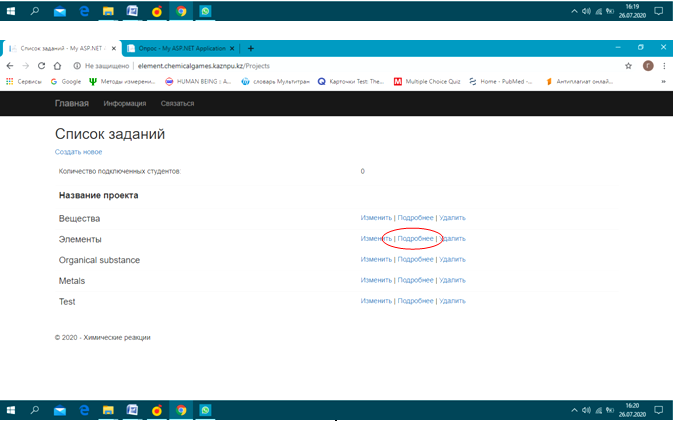 16:19
26.07.2020
Список заданий - My ASP.NET
Опрос - My ASP.NET Application
Не защищено | element.chemicalgames.kaznpu.kz/Projects
Сервисы Google Методы измерени... HUMAN BEING | A... словарь Мультитран Карточки Test: The... Multiple Choice Quiz Home - PubMed -... Антиплагиат онлай...
Главная Информация Связаться
Список заданий
Создать новое
Количество подключенных студентов: 0
Название проекта
Вещества Изменить | Подробнее | Удалить
Элементы Изменить | Подробнее | Удалить
Organical substance Изменить | Подробнее | Удалить
Metals Изменить | Подробнее | Удалить
Test Изменить | Подробнее | Удалить
© 2020 - Химические реакции
16:20
26.07.2020